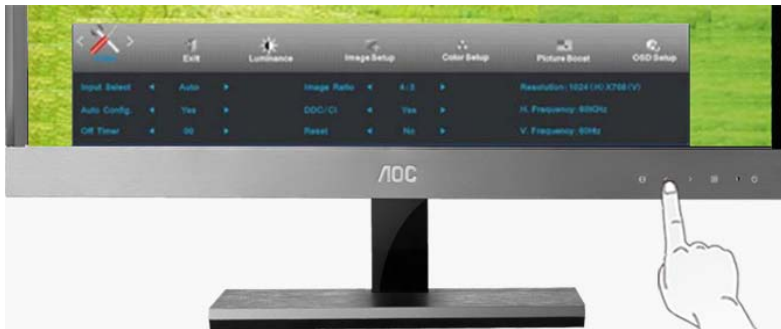 Exit
Luminance
Image Setup
Color Setup
Picture Boost
OSD Setup
Input Select Auto Image Ratio 4:3 Resolution: 1024 (H) X768 (V)
Auto Config. Yes DDC/CI Yes H. Frequency: 60KHz
Off Timer 00 Reset No V. Frequency: 60Hz
AOC